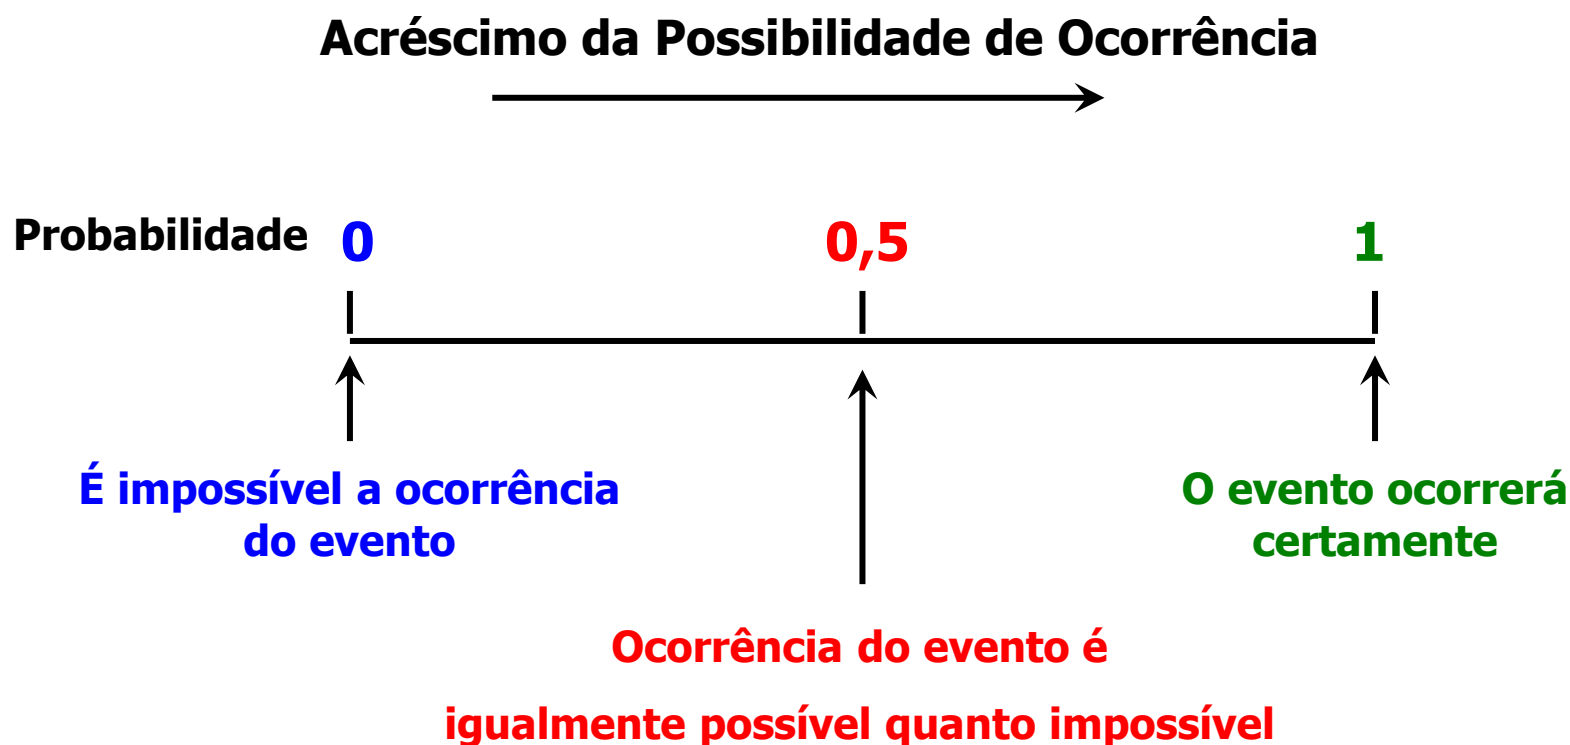 Acréscimo da Possibilidade de Ocorrência
Probabilidade 0 0,5 1
É impossível a ocorrência
do evento
O evento ocorrerá
certamente
Ocorrência do evento é
igualmente possível quanto impossível